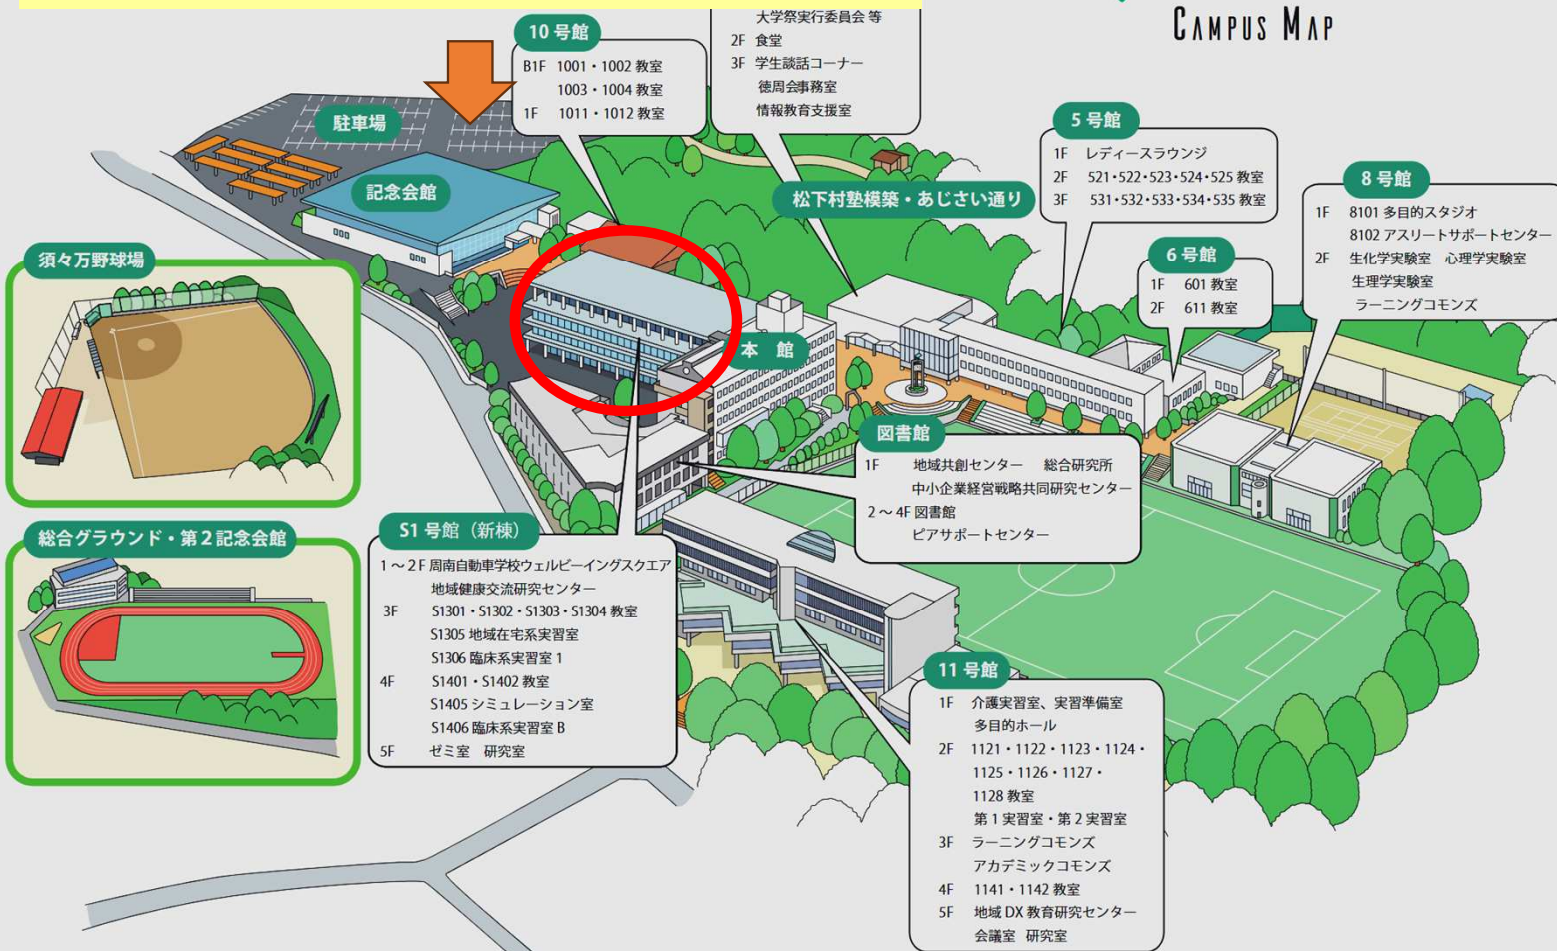 CAMPUS MAP
10 号館
B1F 1001・1002 教室
1003・1004 教室
1F 1011・1012 教室
大学祭実行委員会 等
2F 食堂
3F 学生談話コーナー
徳周会事務室
情報教育支援室
駐車場
記念会館
松下村塾模築・あじさい通り
5 号館
1F レディースラウンジ
2F 521・522・523・524・525 教室
3F 531・532・533・534・535 教室
8 号館
1F 8101 多目的スタジオ
8102 アスリートサポートセンター
2F 生化学実験室 心理学実験室
生理学実験室
ラーニングコモンズ
6 号館
1F 601 教室
2F 611 教室
須々万野球場
本 館
図書館
1F 地域共創センター 総合研究所
中小企業経営戦略共同研究センター
2～4F 図書館
ピアサポートセンター
総合グラウンド・第2記念会館
S1 号館（新棟）
1～2F 周南自動車学校ウェルビーイングスクエア
地域健康交流研究センター
3F S1301・S1302・S1303・S1304 教室
S1305 地域在宅系実習室
S1306 臨床系実習室 1
4F S1401・S1402 教室
S1405 シミュレーション室
S1406 臨床系実習室 B
5F ゼミ室 研究室
11 号館
1F 介護実習室、実習準備室
多目的ホール
2F 1121・1122・1123・1124・
1125・1126・1127・
1128 教室
第1実習室・第2実習室
3F ラーニングコモンズ
アカデミックコモンズ
4F 1141・1142 教室
5F 地域 DX 教育研究センター
会議室 研究室